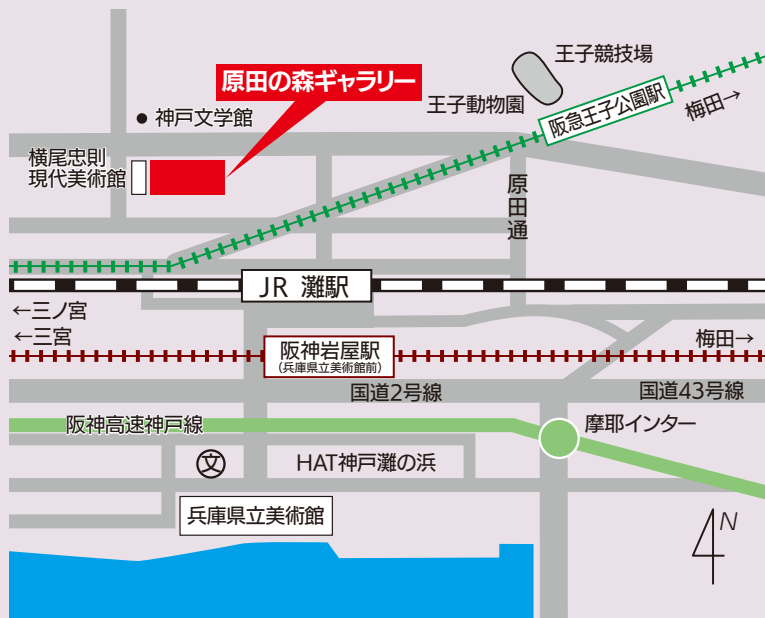 王子競技場
原田の森ギャラリー
王子動物園
阪急王子公園駅
梅田→
神戸文学館
横尾忠則
現代美術館
原田通
JR 灘駅
←三ノ宮
←三宮
阪神岩屋駅
(兵庫県立美術館前)
梅田→
国道2号線
国道43号線
阪神高速神戸線
摩耶インター
文
HAT神戸灘の浜
兵庫県立美術館
N